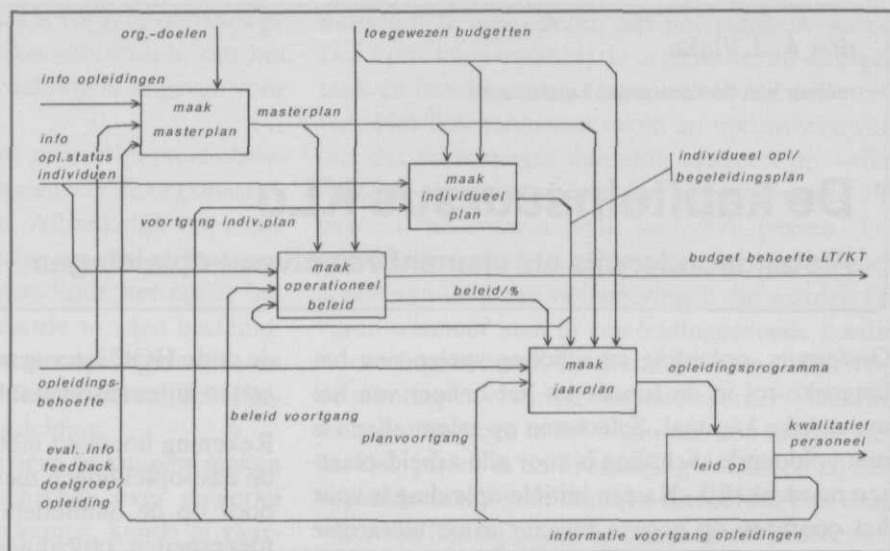 org.-doelen
toegewezen budgetten
info opleidingen
maak
masterplan
masterplan
info
opl.status
individuen
maak
individueel
plan
individueel opl/
begeleidingsplan
voortgang indiv.plan
maak
operationeel
beleid
beleid/%
budget behoefte LT/KT
maak
jaarplan
opleidingsprogramma
opleidings-
behoefte
beleid voortgang
planvoortgang
kwalitatief
personeel
leid op
eval. info
feedback
doelgroep/
opleiding
informatie voortgang opleidingen